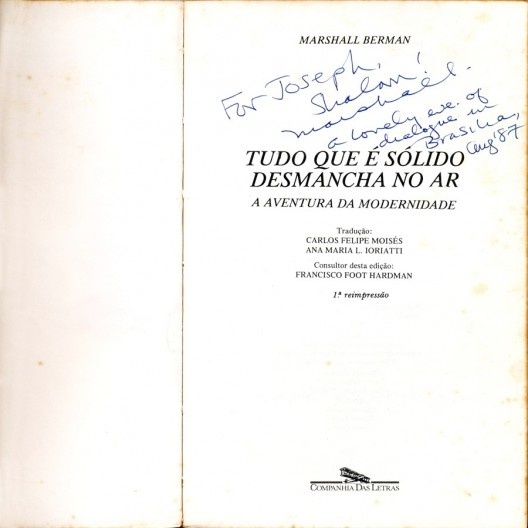 MARSHALL BERMAN
For Joseph,
Shalom!
Marshall.
a lovely eve. of
dialogue in
Brasilia,
Aug '87
TUDO QUE É SÓLIDO
DESMANCHA NO AR
A AVENTURA DA MODERNIDADE
Tradução:
CARLOS FELIPE MOISÉS
ANA MARIA L. IORIATTI
Consultor desta edição:
FRANCISCO FOOT HARDMAN
1.ª reimpressão
COMPANHIA DAS LETRAS